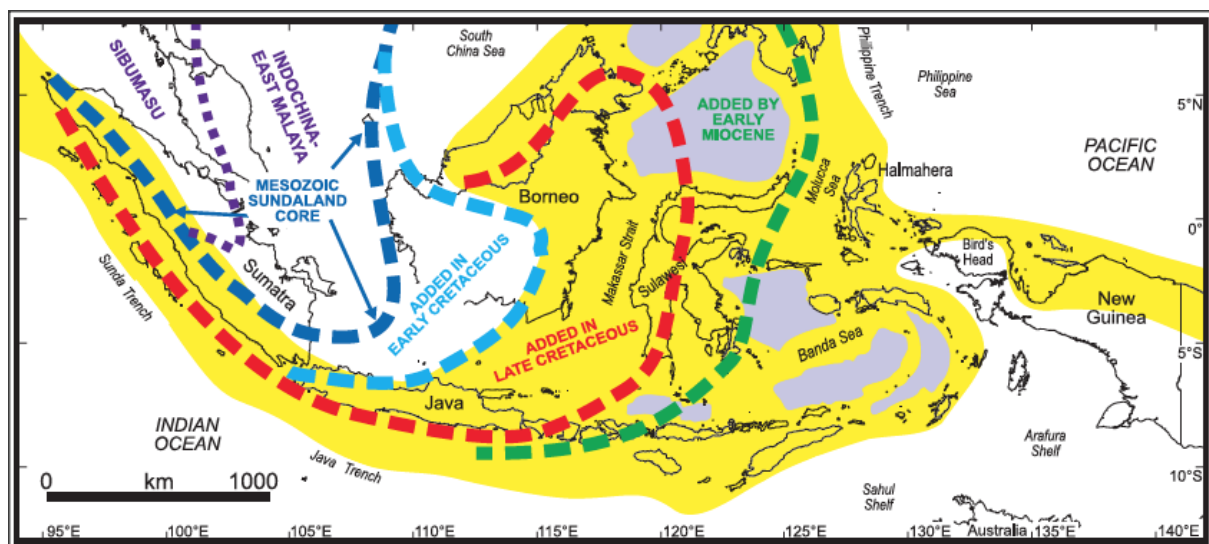 South
China Sea
Philippine Trench
Philippine
Sea
5°N
PACIFIC
OCEAN
SIBUMASU
INDOCHINA-
EAST MALAYA
ADDED BY
EARLY
MIOCENE
MESOZOIC
SUNDALAND
CORE
Borneo
Molucca
Sea
Halmahera
0°
Sumatra
Sunda Trench
ADDED IN
EARLY CRETACEOUS
Makassar Strait
Sulawesi
Bird's
Head
New
Guinea
ADDED IN
LATE CRETACEOUS
Banda Sea
5°S
Java
INDIAN
OCEAN
Java Trench
Arafura
Shelf
0 km 1000
Sahul
Shelf
10°S
95°E 100°E 105°E 110°E 115°E 120°E 125°E 130°E Australia 135°E 140°E